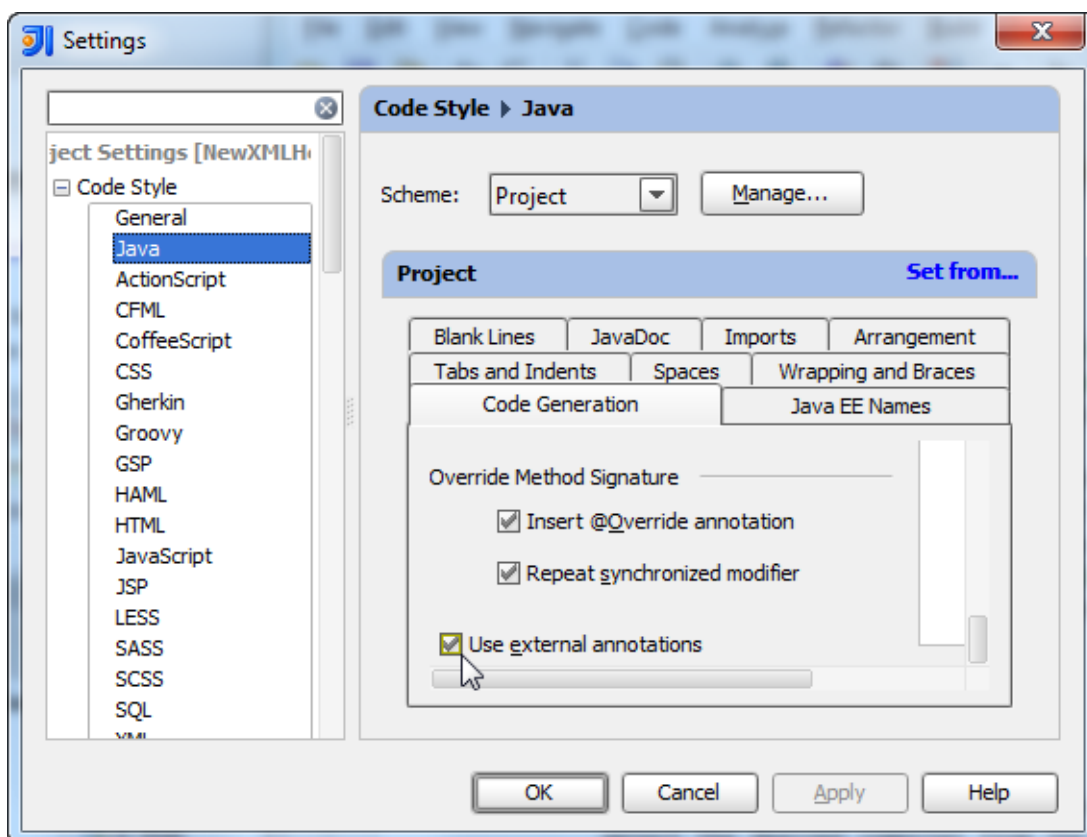 Settings
X
ject Settings [NewXMLH
Code Style
General
Java
ActionScript
CFML
CoffeeScript
CSS
Gherkin
Groovy
GSP
HAML
HTML
JavaScript
JSP
LESS
SASS
SCSS
SQL
XML
Code Style Java
Scheme: Project Manage...
Project Set from...
Blank Lines JavaDoc Imports Arrangement
Tabs and Indents Spaces Wrapping and Braces
Code Generation Java EE Names
Override Method Signature
Insert @Override annotation
Repeat synchronized modifier
Use external annotations
OK Cancel Apply Help